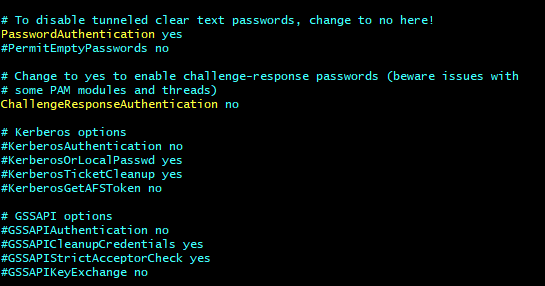 # To disable tunneled clear text passwords, change to no here!
PasswordAuthentication yes
#PermitEmptyPasswords no
# Change to yes to enable challenge-response passwords (beware issues with
# some PAM modules and threads)
ChallengeResponseAuthentication no
# Kerberos options
#KerberosAuthentication no
#KerberosOrLocalPasswd yes
#KerberosTicketCleanup yes
#KerberosGetAFSToken no
# GSSAPI options
#GSSAPIAuthentication no
#GSSAPICleanupCredentials yes
#GSSAPIStrictAcceptorCheck yes
#GSSAPIKeyExchange no